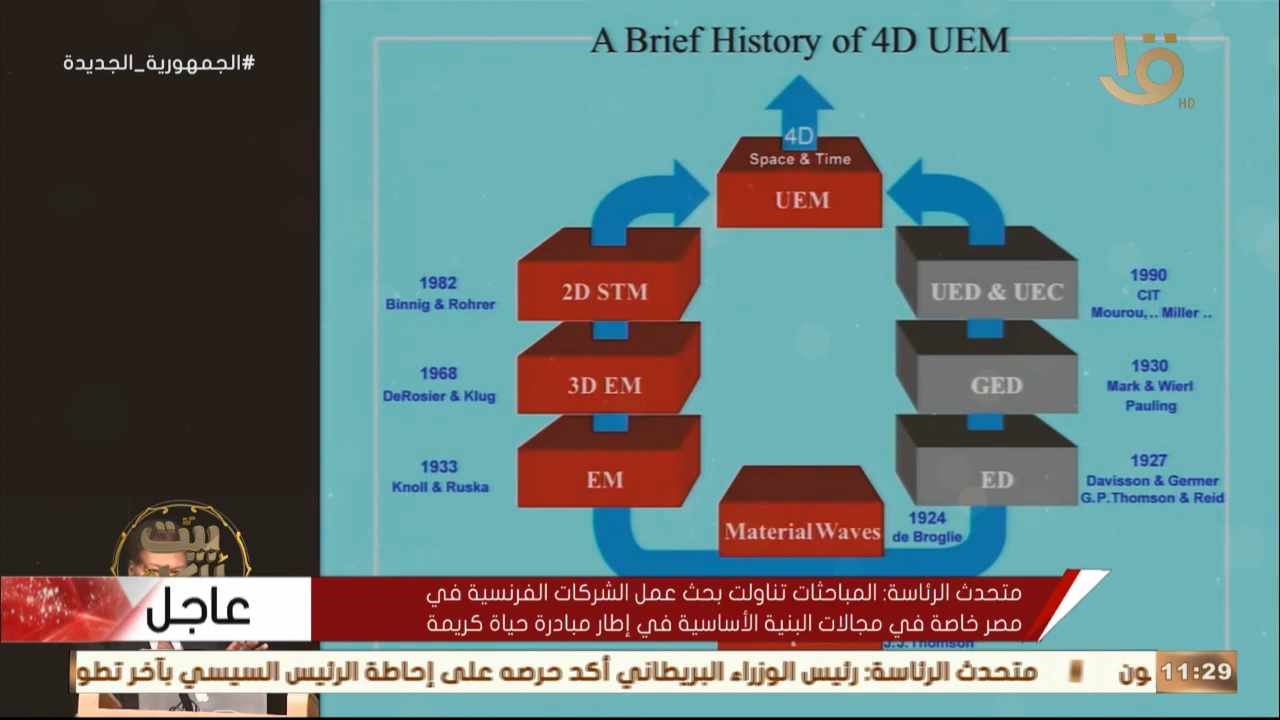 A Brief History of 4D UEM
#الجمهورية_الجديدة
HD
4D
Space & Time
UEM
1982
Binnig & Rohrer
2D STM
UED & UEC
1990
CIT
Mourou,.. Miller ..
1968
DeRosier & Klug
3D EM
GED
1930
Mark & Wierl
Pauling
1933
Knoll & Ruska
EM
ED
1927
Davisson & Germer
G.P.Thomson & Reid
Material Waves
1924
de Broglie
بيت
عاجل
متحدث الرئاسة: المباحثات تناولت بحث عمل الشركات الفرنسية في
مصر خاصة في مجالات البنية الأساسية في إطار مبادرة حياة كريمة
J.J.Thomson
11:29
ون متحدث الرئاسة: رئيس الوزراء البريطاني أكد حرصه على إحاطة الرئيس السيسي بآخر تطو